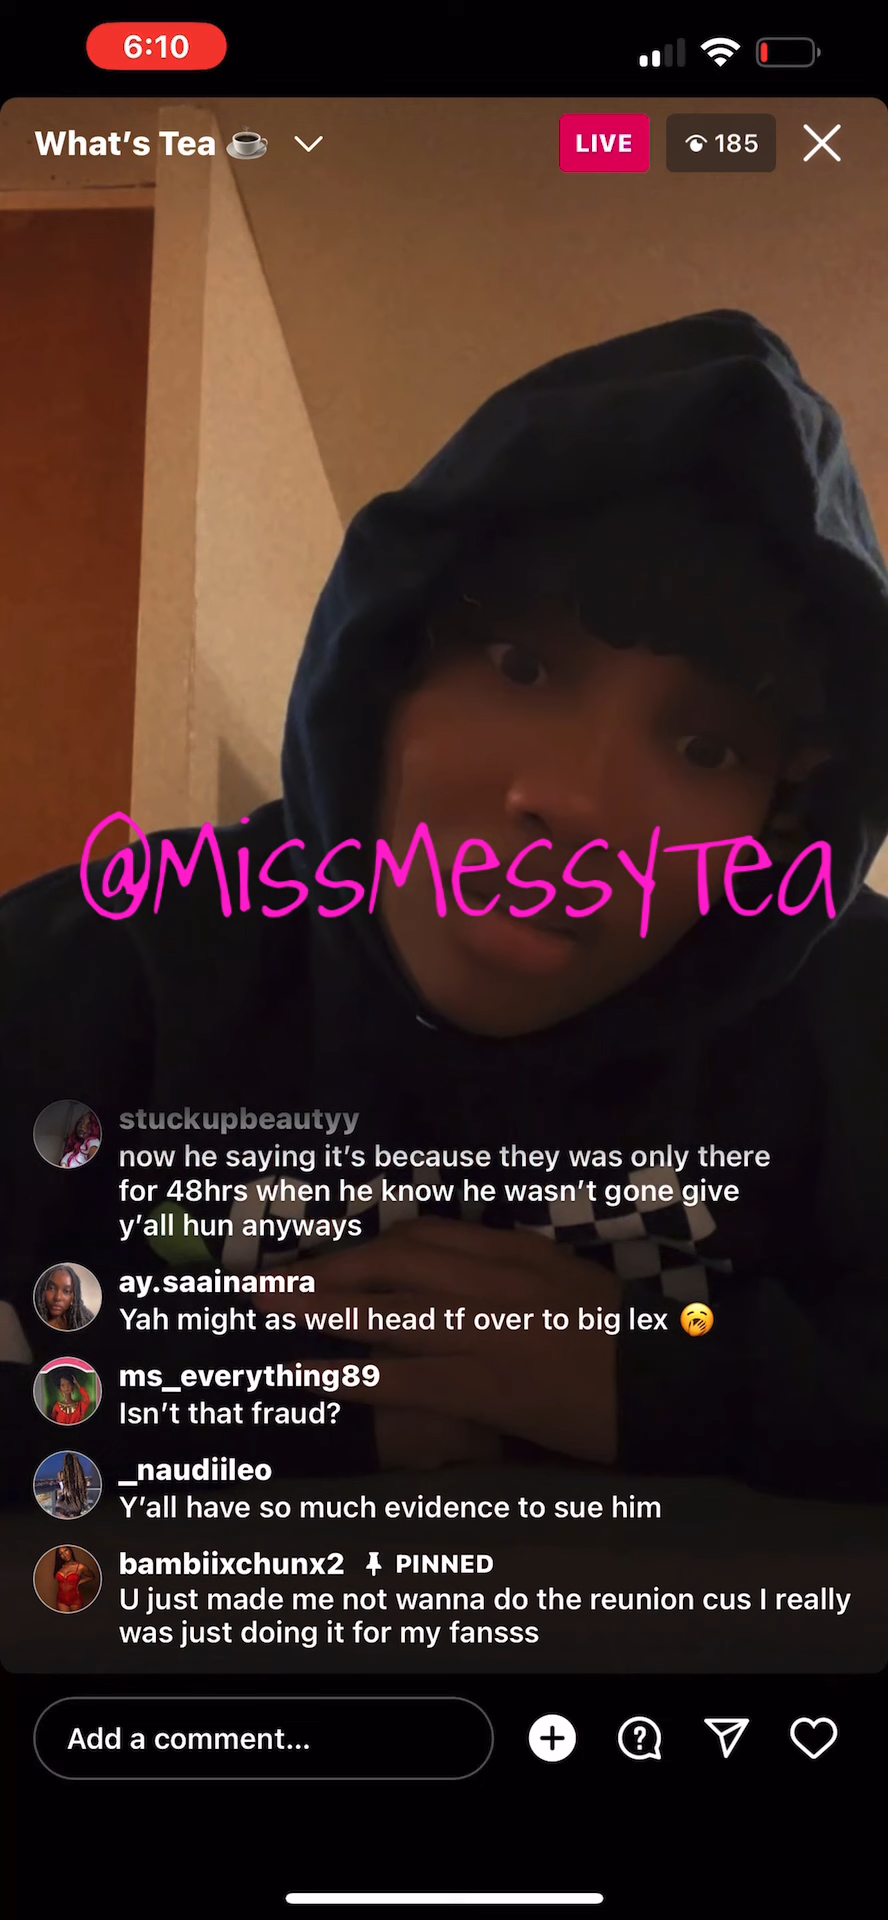 6:10
What's Tea ☕
LIVE
185
@MissMessyTea
stuckupbeautyy
now he saying it's because they was only there
for 48hrs when he know he wasn't gone give
y'all hun anyways
ay.saainamra
Yah might as well head tf over to big lex 🥱
ms_everything89
Isn't that fraud?
_naudiileo
Y'all have so much evidence to sue him
bambiixchunx2 📌 PINNED
U just made me not wanna do the reunion cus I really
was just doing it for my fansss
Add a comment...